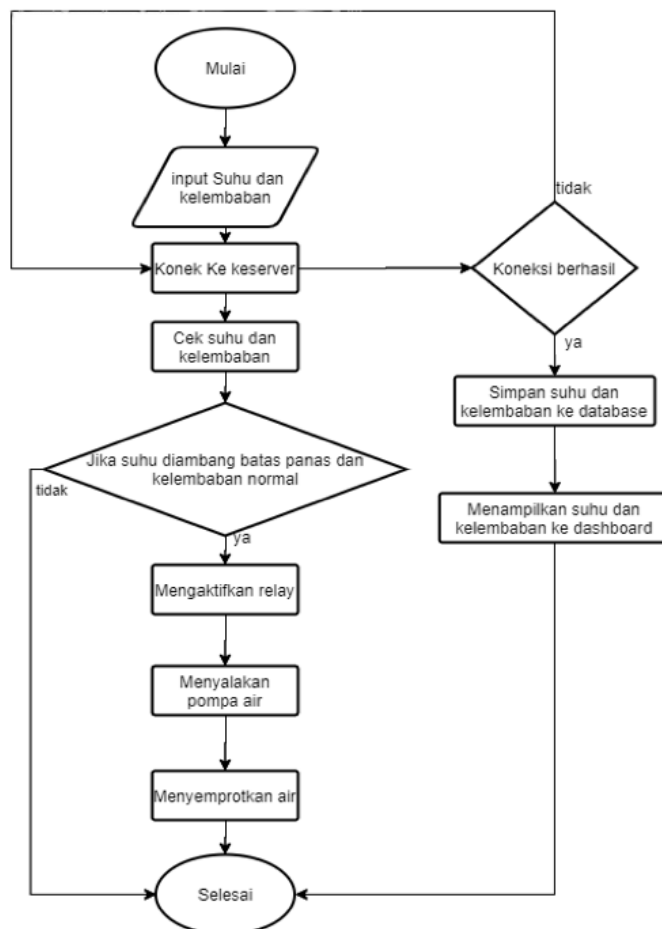 Mulai
input Suhu dan
kelembaban
tidak
Konek Ke keserver
Koneksi berhasil
Cek suhu dan
kelembaban
ya
Simpan suhu dan
kelembaban ke database
Jika suhu diambang batas panas dan
kelembaban normal
tidak
Menampilkan suhu dan
kelembaban ke dashboard
ya
Mengaktifkan relay
Menyalakan
pompa air
Menyemprotkan air
Selesai